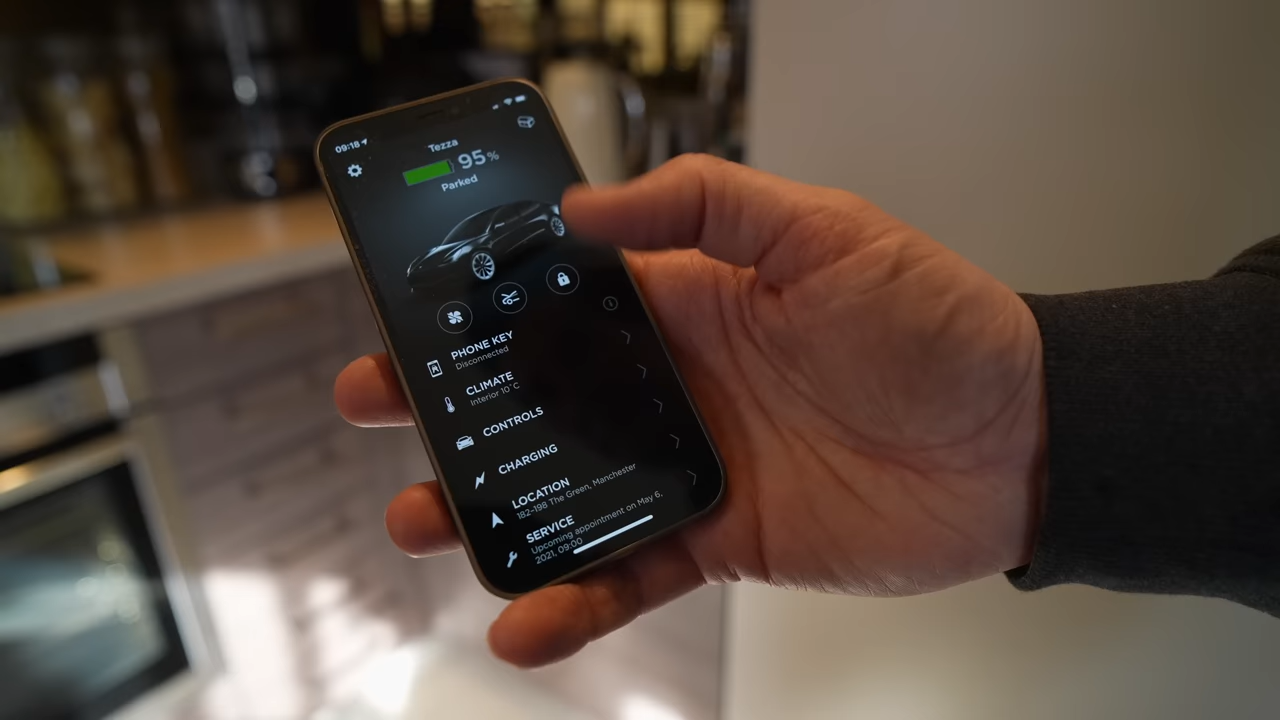 09:18
Tezza
95%
Parked
PHONE KEY
Disconnected
CLIMATE
Interior 10°C
CONTROLS
CHARGING
LOCATION
182-198 The Green, Manchester
SERVICE
Upcoming appointment on May 6,
2021, 09:00